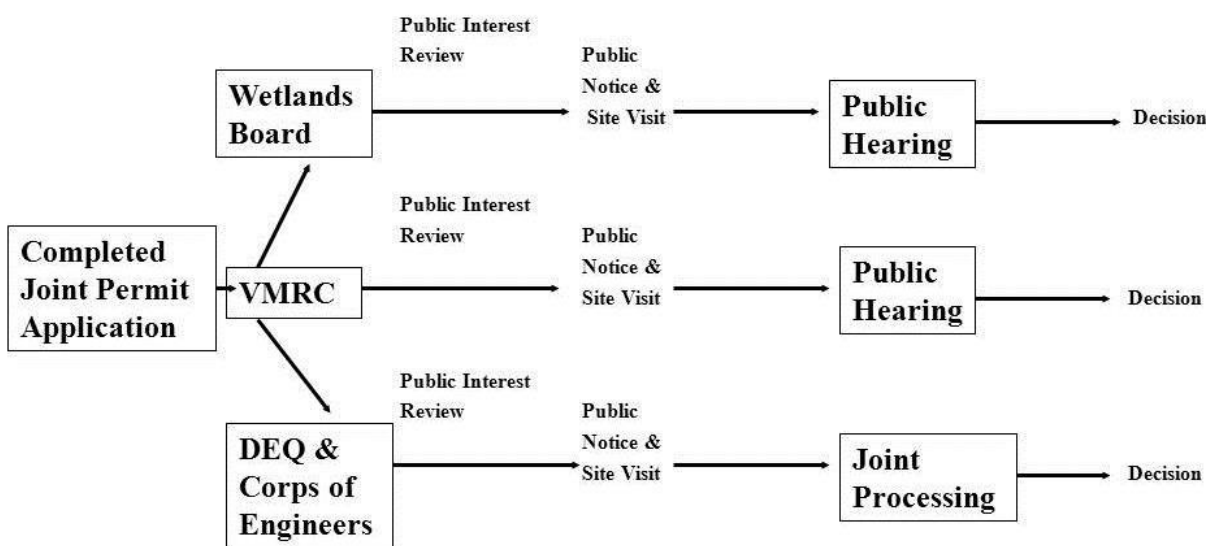 Public Interest
Review
Public
Notice &
Site Visit
Wetlands
Board
Public
Hearing
Decision
Completed
Joint Permit
Application
VMRC
Public Interest
Review
Public
Notice &
Site Visit
Public
Hearing
Decision
DEQ &
Corps of
Engineers
Public Interest
Review
Public
Notice &
Site Visit
Joint
Processing
Decision